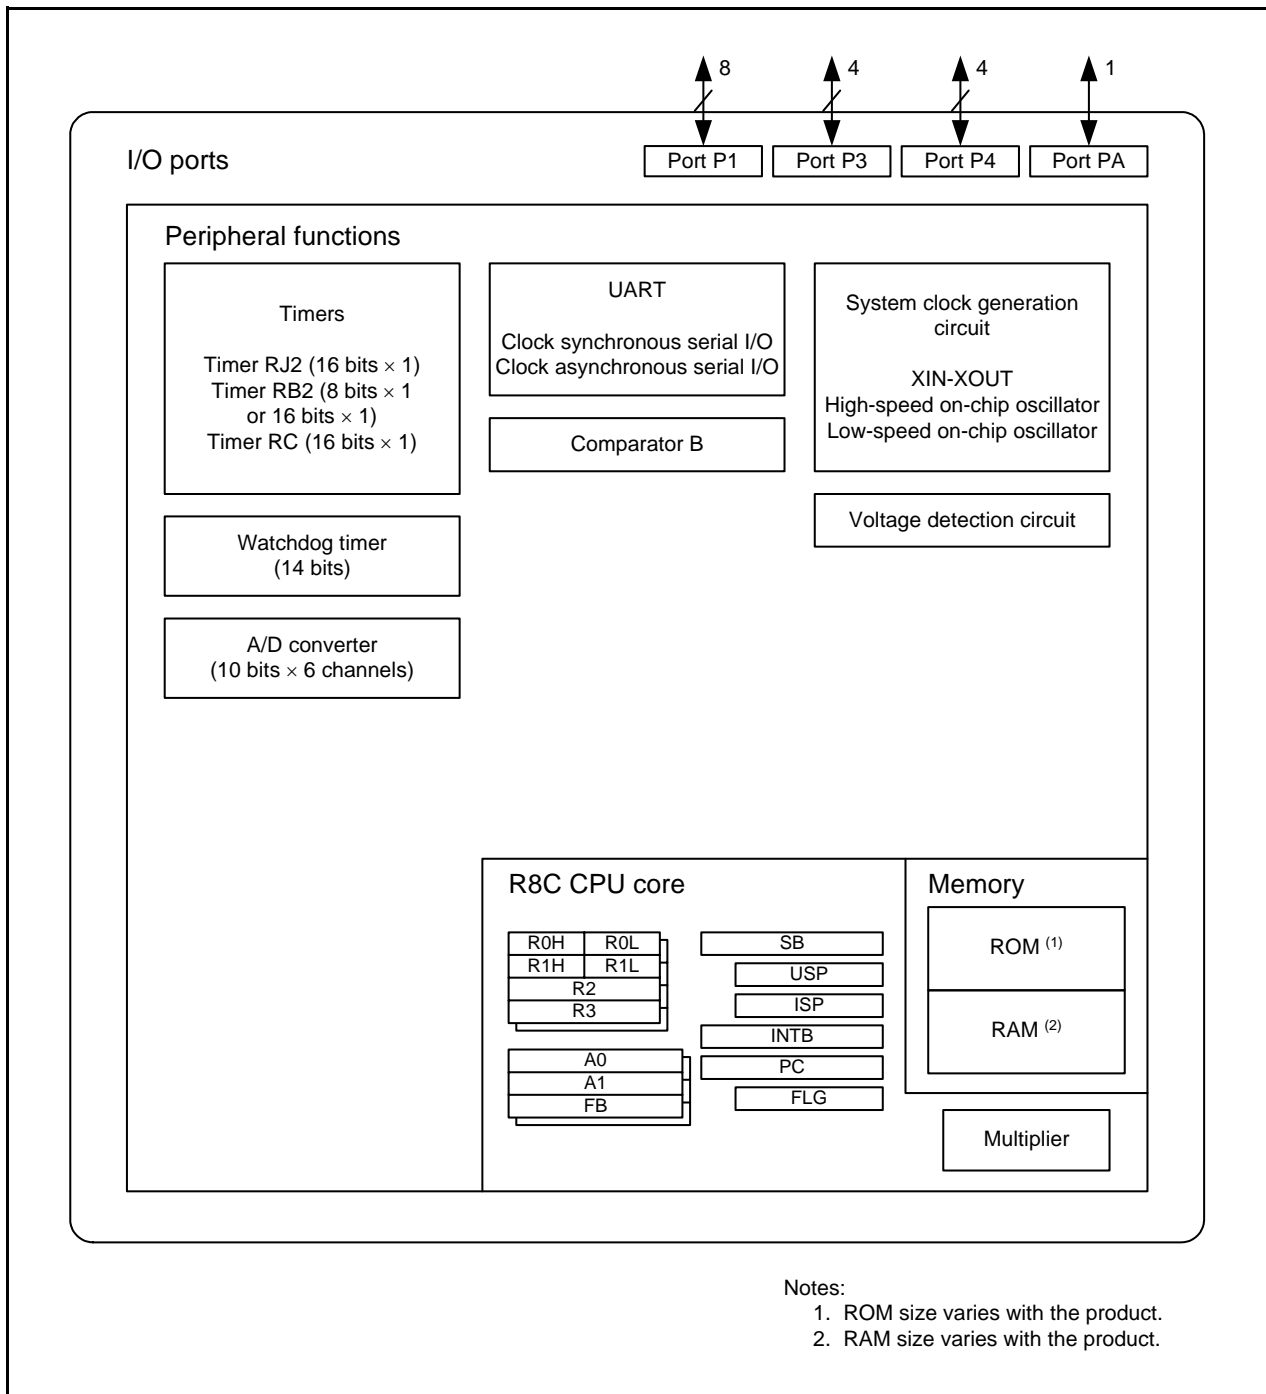 8
4
4
1
I/O ports
Port P1
Port P3
Port P4
Port PA
Peripheral functions
Timers
Timer RJ2 (16 bits × 1)
Timer RB2 (8 bits × 1
or 16 bits × 1)
Timer RC (16 bits × 1)
UART
Clock synchronous serial I/O
Clock asynchronous serial I/O
System clock generation
circuit
XIN-XOUT
High-speed on-chip oscillator
Low-speed on-chip oscillator
Comparator B
Voltage detection circuit
Watchdog timer
(14 bits)
A/D converter
(10 bits × 6 channels)
R8C CPU core
R0H
R0L
R1H
R1L
R2
R3
A0
A1
FB
SB
USP
ISP
INTB
PC
FLG
Memory
ROM (1)
RAM (2)
Multiplier
Notes:
1. ROM size varies with the product.
2. RAM size varies with the product.